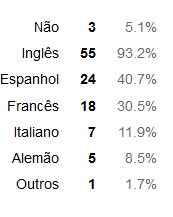 Não 3 5.1%
Inglês 55 93.2%
Espanhol 24 40.7%
Francês 18 30.5%
Italiano 7 11.9%
Alemão 5 8.5%
Outros 1 1.7%